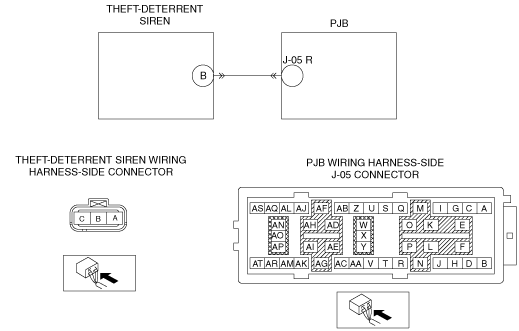 THEFT-DETERRENT
SIREN
PJB
B
J-05 R
THEFT-DETERRENT SIREN WIRING
HARNESS-SIDE CONNECTOR
C B A
PJB WIRING HARNESS-SIDE
J-05 CONNECTOR
AS AQ AL AJ AF AB Z U S Q M I G C A
AN AH AD W O K E
AO X
AP AI AE Y P L F
AT AR AM AK AG AC AA V T R N J H D B